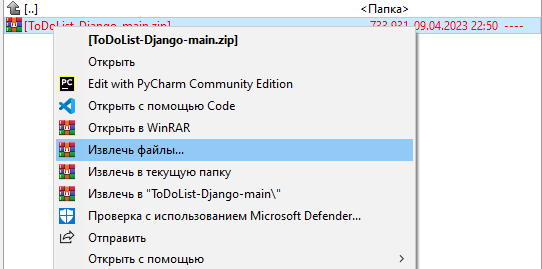 [..] <Папка>
[ToDoList-Django-main.zip] 733 931 09.04.2023 22:50 ----
[ToDoList-Django-main.zip]
Открыть
PC Edit with PyCharm Community Edition
Открыть с помощью Code
Открыть в WinRAR
Извлечь файлы...
Извлечь в текущую папку
Извлечь в "ToDoList-Django-main\"
Проверка с использованием Microsoft Defender...
Отправить
Открыть с помощью